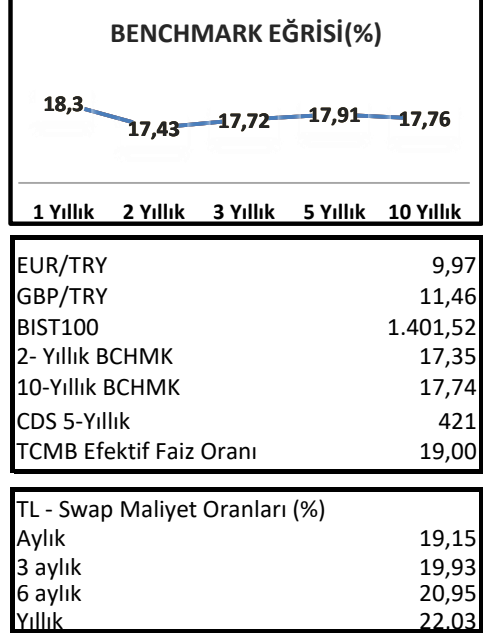 BENCHMARK EĞRİSİ(%)
18,3 17,43 17,72 17,91 17,76
1 Yıllık 2 Yıllık 3 Yıllık 5 Yıllık 10 Yıllık
EUR/TRY 9,97
GBP/TRY 11,46
BIST100 1.401,52
2- Yıllık BCHMK 17,35
10-Yıllık BCHMK 17,74
CDS 5-Yıllık 421
TCMB Efektif Faiz Oranı 19,00
TL - Swap Maliyet Oranları (%)
Aylık 19,15
3 aylık 19,93
6 aylık 20,95
Yıllık 22,03